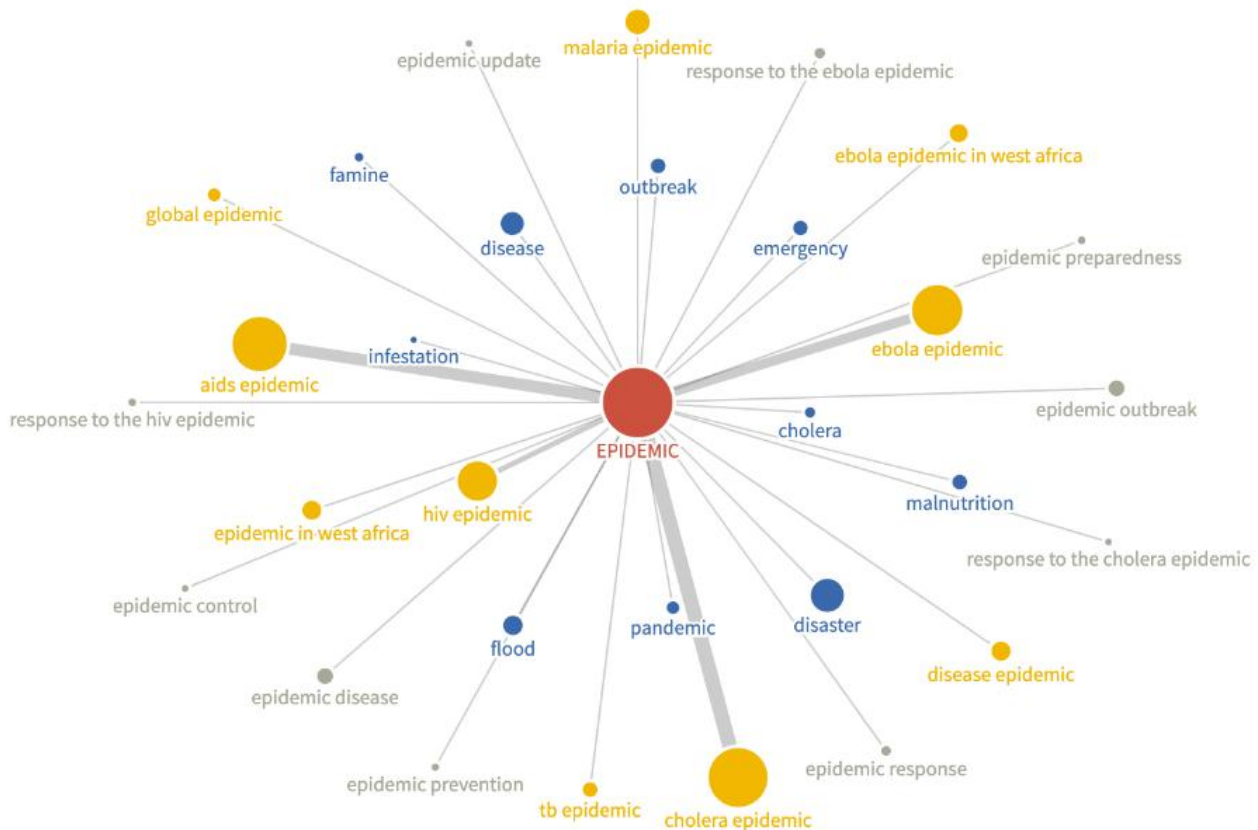 malaria epidemic
epidemic update
response to the ebola epidemic
ebola epidemic in west africa
famine
outbreak
global epidemic
disease
emergency
epidemic preparedness
ebola epidemic
infestation
aids epidemic
epidemic outbreak
response to the hiv epidemic
cholera
EPIDEMIC
malnutrition
hiv epidemic
epidemic in west africa
response to the cholera epidemic
epidemic control
pandemic
disaster
flood
disease epidemic
epidemic disease
epidemic response
epidemic prevention
tb epidemic
cholera epidemic